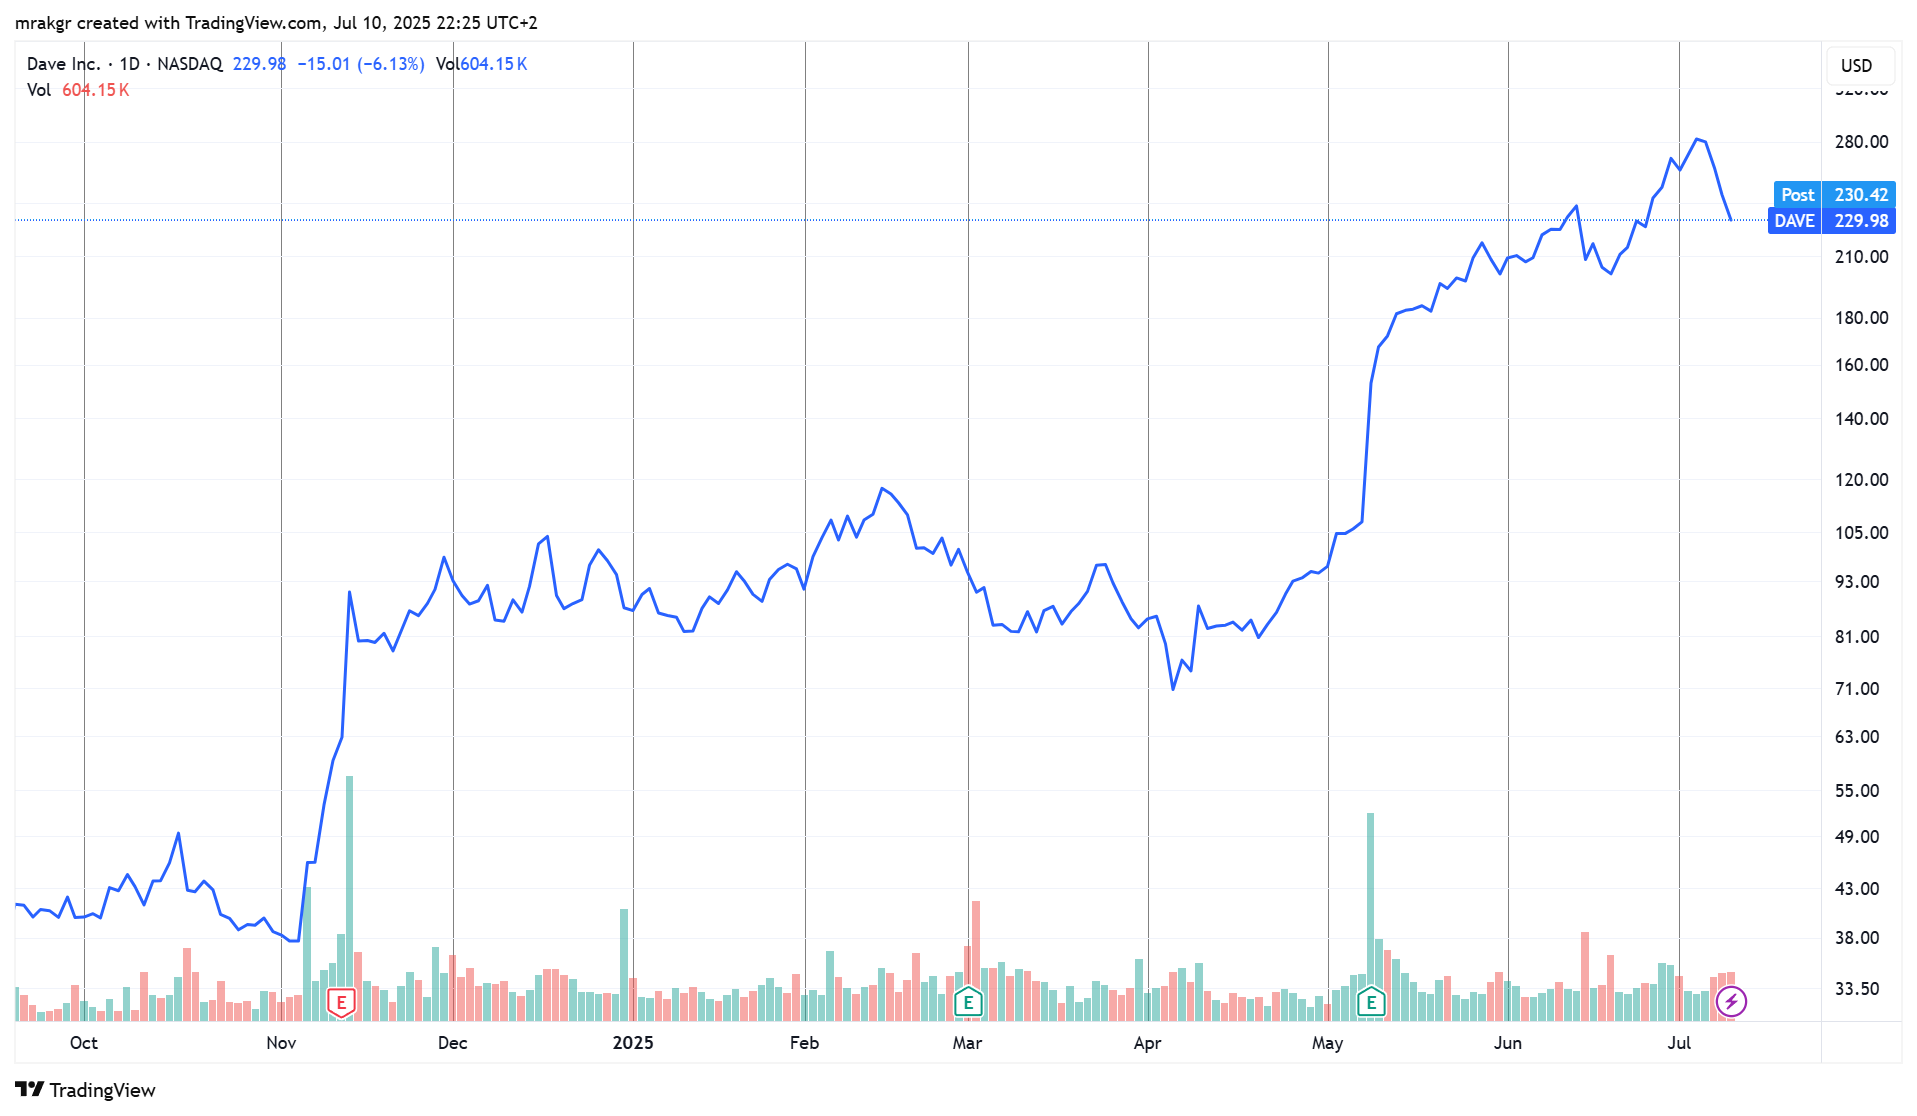 mrakgr created with TradingView.com, Jul 10, 2025 22:25 UTC+2
Dave Inc. · 1D · NASDAQ 229.98 −15.01 (−6.13%) Vol604.15 K
Vol 604.15 K
USD
280.00
Post 230.42
DAVE 229.98
210.00
180.00
160.00
140.00
120.00
105.00
93.00
81.00
71.00
63.00
55.00
49.00
43.00
38.00
33.50
E E E
Oct Nov Dec 2025 Feb Mar Apr May Jun Jul
TradingView